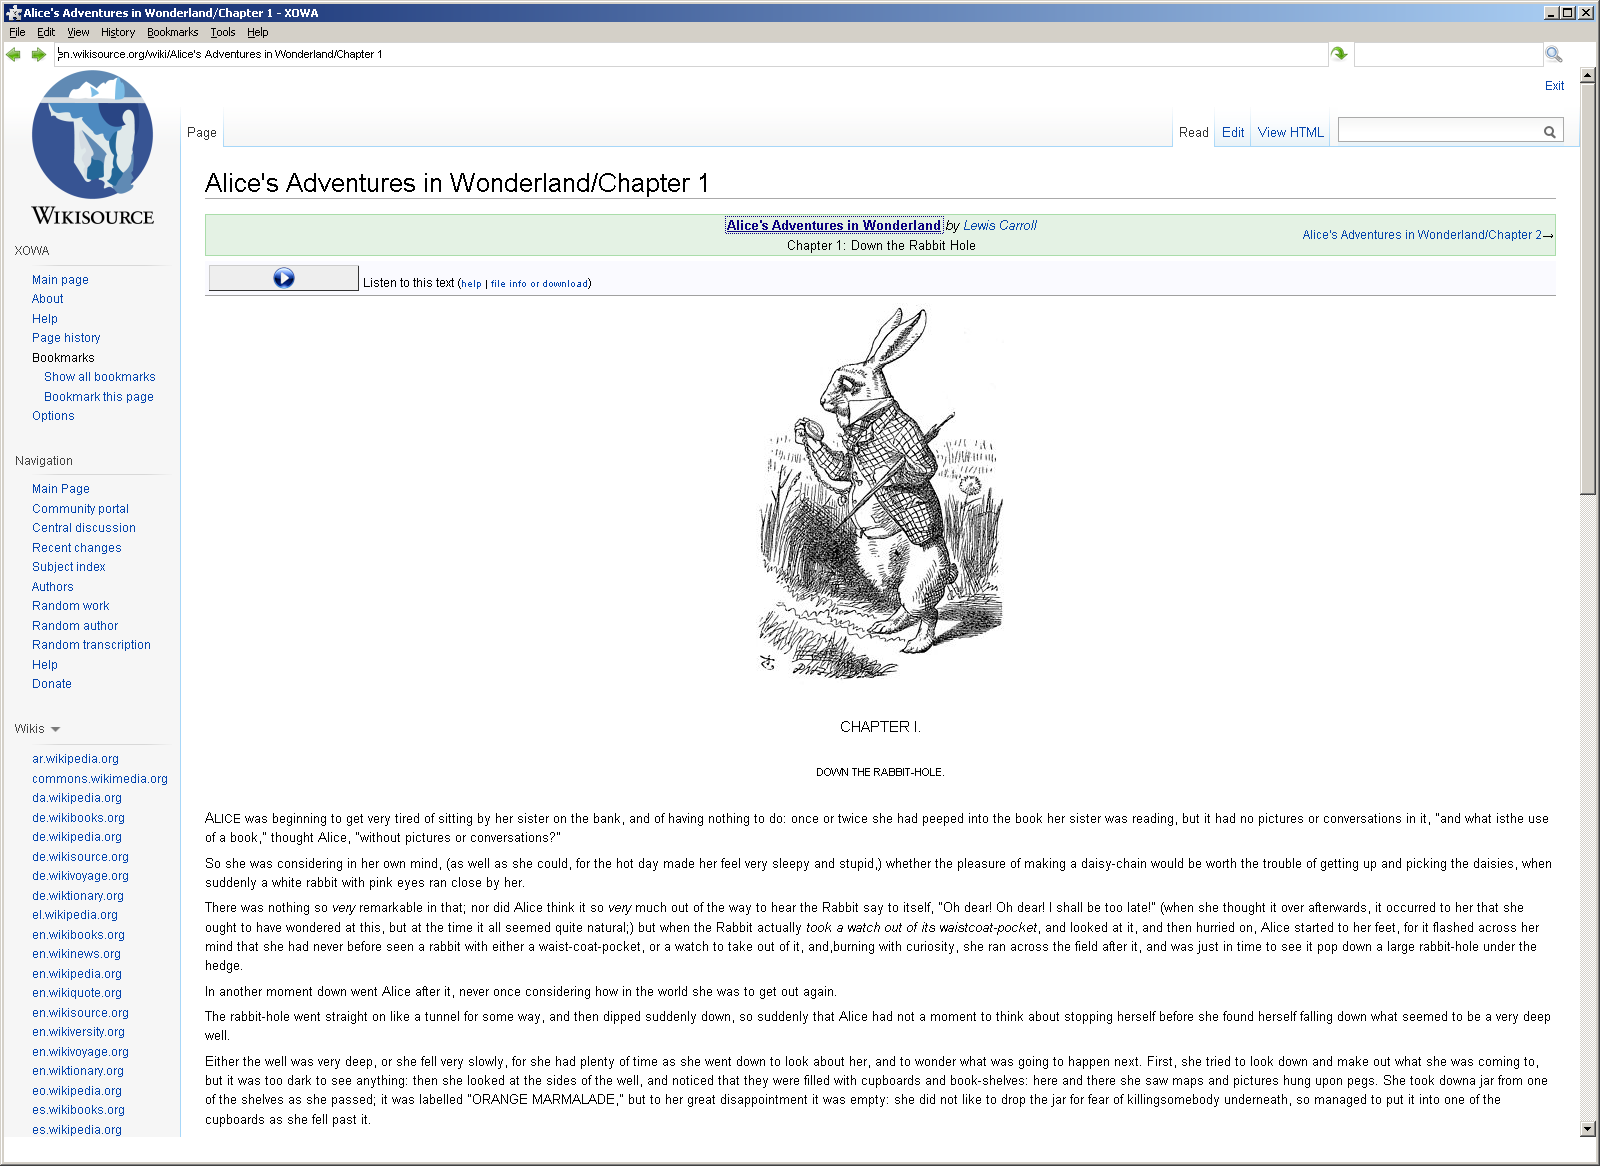 Alice's Adventures in Wonderland/Chapter 1 - XOWA
File Edit View History Bookmarks Tools Help
en.wikisource.org/wiki/Alice's Adventures in Wonderland/Chapter 1
Exit
WIKISOURCE
Page
Read Edit View HTML
Alice's Adventures in Wonderland/Chapter 1
Alice's Adventures in Wonderland by Lewis Carroll
Chapter 1: Down the Rabbit Hole
Alice's Adventures in Wonderland/Chapter 2→
Listen to this text (help | file info or download)
XOWA
Main page
About
Help
Page history
Bookmarks
Show all bookmarks
Bookmark this page
Options
Navigation
Main Page
Community portal
Central discussion
Recent changes
Subject index
Authors
Random work
Random author
Random transcription
Help
Donate
Wikis
ar.wikipedia.org
commons.wikimedia.org
da.wikipedia.org
de.wikibooks.org
de.wikipedia.org
de.wikisource.org
de.wikivoyage.org
de.wiktionary.org
el.wikipedia.org
en.wikibooks.org
en.wikinews.org
en.wikipedia.org
en.wikiquote.org
en.wikisource.org
en.wikiversity.org
en.wikivoyage.org
en.wiktionary.org
eo.wikipedia.org
es.wikibooks.org
es.wikipedia.org
CHAPTER I.
DOWN THE RABBIT-HOLE.
ALICE was beginning to get very tired of sitting by her sister on the bank, and of having nothing to do: once or twice she had peeped into the book her sister was reading, but it had no pictures or conversations in it, "and what isthe use
of a book," thought Alice, "without pictures or conversations?"
So she was considering in her own mind, (as well as she could, for the hot day made her feel very sleepy and stupid,) whether the pleasure of making a daisy-chain would be worth the trouble of getting up and picking the daisies, when
suddenly a white rabbit with pink eyes ran close by her.
There was nothing so very remarkable in that; nor did Alice think it so very much out of the way to hear the Rabbit say to itself, "Oh dear! Oh dear! I shall be too late!" (when she thought it over afterwards, it occurred to her that she
ought to have wondered at this, but at the time it all seemed quite natural;) but when the Rabbit actually took a watch out of its waistcoat-pocket, and looked at it, and then hurried on, Alice started to her feet, for it flashed across her
mind that she had never before seen a rabbit with either a waist-coat-pocket, or a watch to take out of it, and,burning with curiosity, she ran across the field after it, and was just in time to see it pop down a large rabbit-hole under the
hedge.
In another moment down went Alice after it, never once considering how in the world she was to get out again.
The rabbit-hole went straight on like a tunnel for some way, and then dipped suddenly down, so suddenly that Alice had not a moment to think about stopping herself before she found herself falling down what seemed to be a very deep
well.
Either the well was very deep, or she fell very slowly, for she had plenty of time as she went down to look about her, and to wonder what was going to happen next. First, she tried to look down and make out what she was coming to,
but it was too dark to see anything: then she looked at the sides of the well, and noticed that they were filled with cupboards and book-shelves: here and there she saw maps and pictures hung upon pegs. She took downa jar from one
of the shelves as she passed; it was labelled "ORANGE MARMALADE," but to her great disappointment it was empty: she did not like to drop the jar for fear of killingsomebody underneath, so managed to put it into one of the
cupboards as she fell past it.